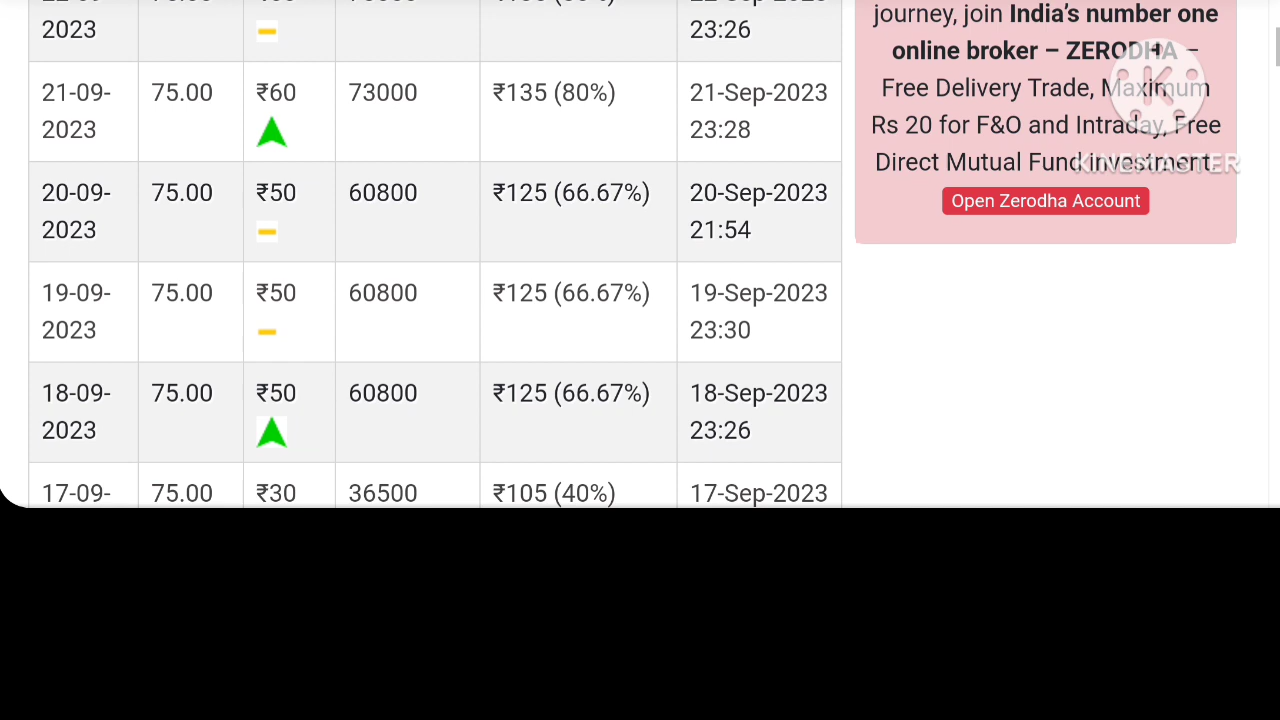 2023 23:26
21-09- 75.00 ₹60 73000 ₹135 (80%) 21-Sep-2023
2023 23:28
20-09- 75.00 ₹50 60800 ₹125 (66.67%) 20-Sep-2023
2023 21:54
19-09- 75.00 ₹50 60800 ₹125 (66.67%) 19-Sep-2023
2023 23:30
18-09- 75.00 ₹50 60800 ₹125 (66.67%) 18-Sep-2023
2023 23:26
17-09- 75.00 ₹30 36500 ₹105 (40%) 17-Sep-2023
journey, join India’s number one
online broker – ZERODHA –
Free Delivery Trade, Maximum
Rs 20 for F&O and Intraday, Free
Direct Mutual Fund investment.
Open Zerodha Account
K
KINEMASTER